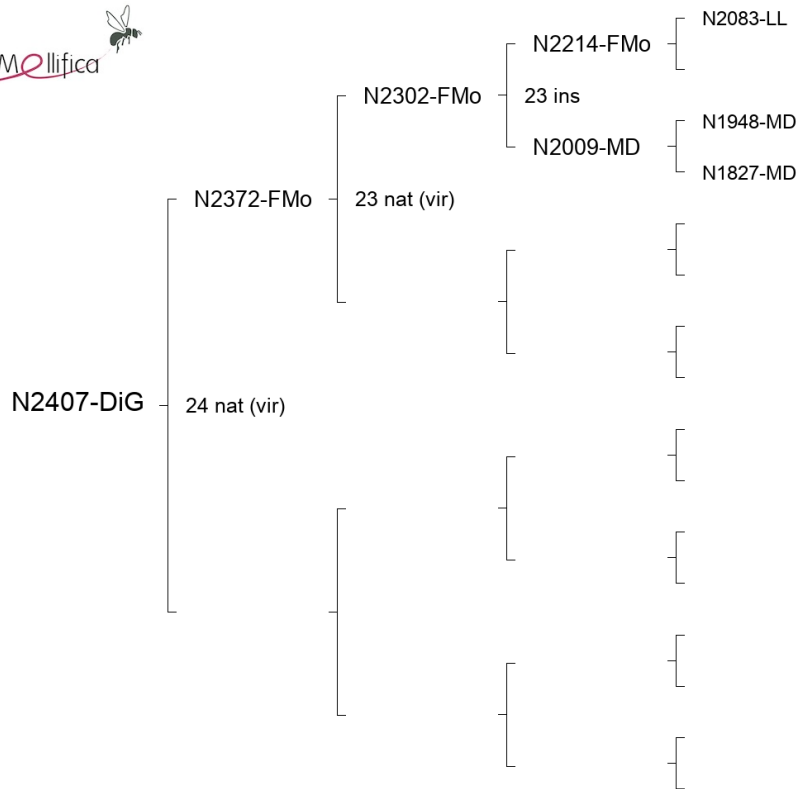 Mellifica
N2083-LL
N2214-FMo
N2302-FMo
23 ins
N1948-MD
N2009-MD
N1827-MD
N2372-FMo
23 nat (vir)
N2407-DiG
24 nat (vir)